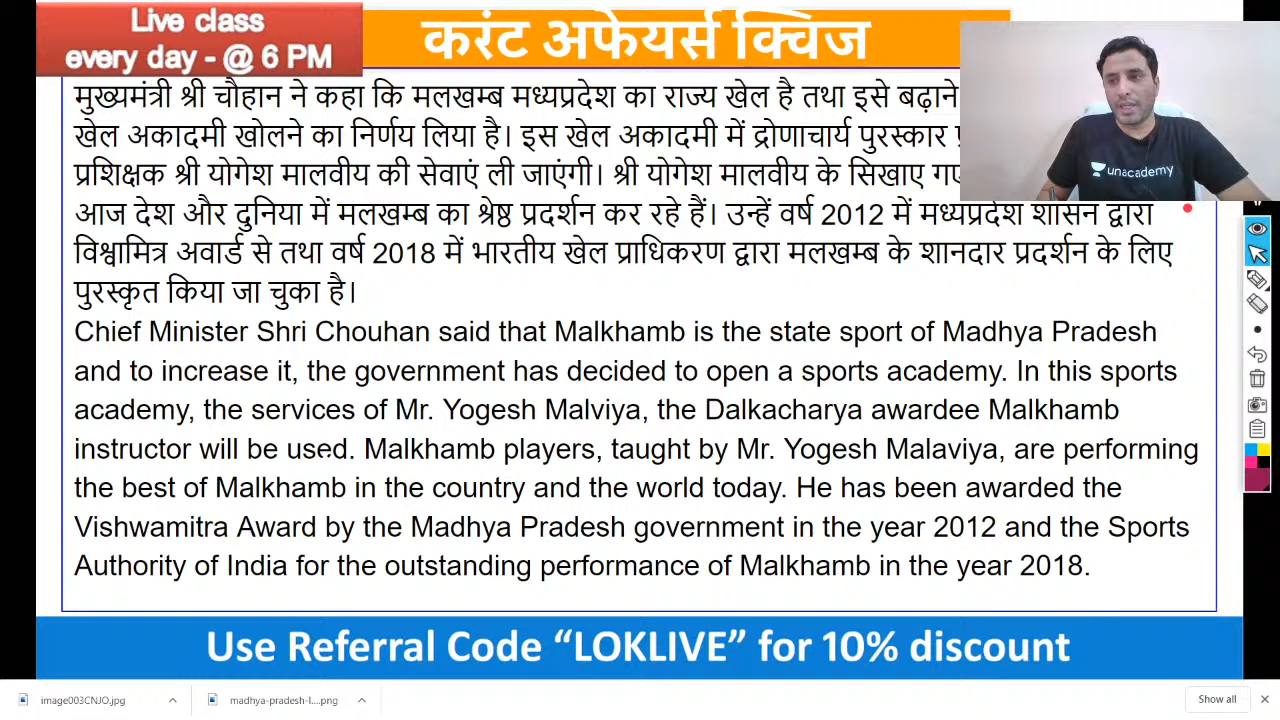 Live class
every day - @ 6 PM
करंट अफेयर्स क्विज
मुख्यमंत्री श्री चौहान ने कहा कि मलखम्ब मध्यप्रदेश का राज्य खेल है तथा इसे बढ़ाने
खेल अकादमी खोलने का निर्णय लिया है। इस खेल अकादमी में द्रोणाचार्य पुरस्कार
प्रशिक्षक श्री योगेश मालवीय की सेवाएं ली जाएंगी। श्री योगेश मालवीय के सिखाए
आज देश और दुनिया में मलखम्ब का श्रेष्ठ प्रदर्शन कर रहे हैं। उन्हें वर्ष 2012 में मध्यप्रदेश शासन द्वारा
विश्वामित्र अवार्ड से तथा वर्ष 2018 में भारतीय खेल प्राधिकरण द्वारा मलखम्ब के शानदार प्रदर्शन के लिए
पुरस्कृत किया जा चुका है।
Chief Minister Shri Chouhan said that Malkhamb is the state sport of Madhya Pradesh
and to increase it, the government has decided to open a sports academy. In this sports
academy, the services of Mr. Yogesh Malviya, the Dalkacharya awardee Malkhamb
instructor will be used. Malkhamb players, taught by Mr. Yogesh Malaviya, are performing
the best of Malkhamb in the country and the world today. He has been awarded the
Vishwamitra Award by the Madhya Pradesh government in the year 2012 and the Sports
Authority of India for the outstanding performance of Malkhamb in the year 2018.
unacademy
Use Referral Code “LOKLIVE” for 10% discount
image003CNJO.jpg
madhya-pradesh-l....png
Show all